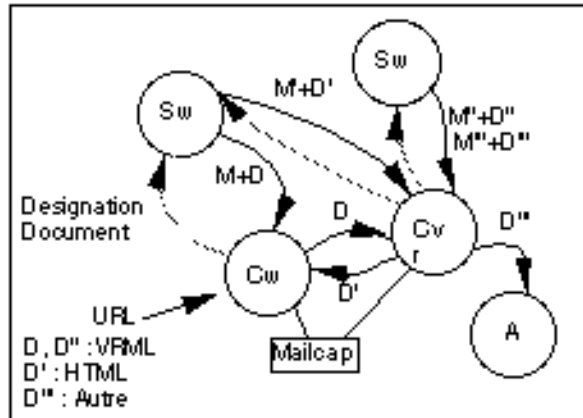 Sw
Sw
M'+D'
M"+D"
M'"+D'"
M+D
Designation
Document
D
Cv
r
D'"
Cw
D'
URL
A
Mailcap
D, D" : VRML
D' : HTML
D'" : Autre